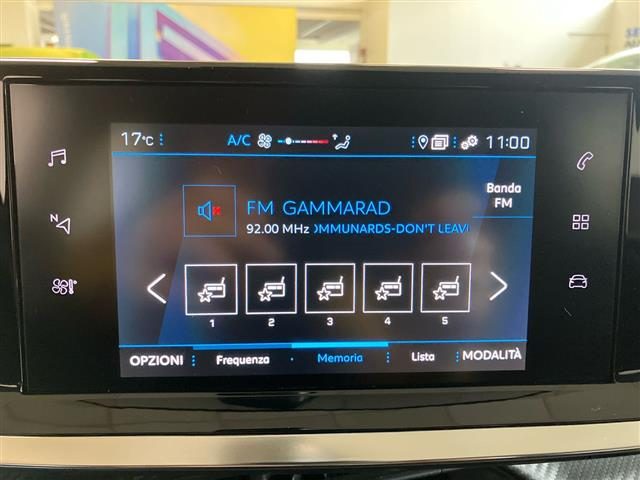 17°C A/C 11:00
N
FM GAMMARAD
92.00 MHz OMMUNARDS-DON'T LEAV
Banda
FM
1 2 3 4 5
OPZIONI Frequenza Memoria Lista MODALITÀ